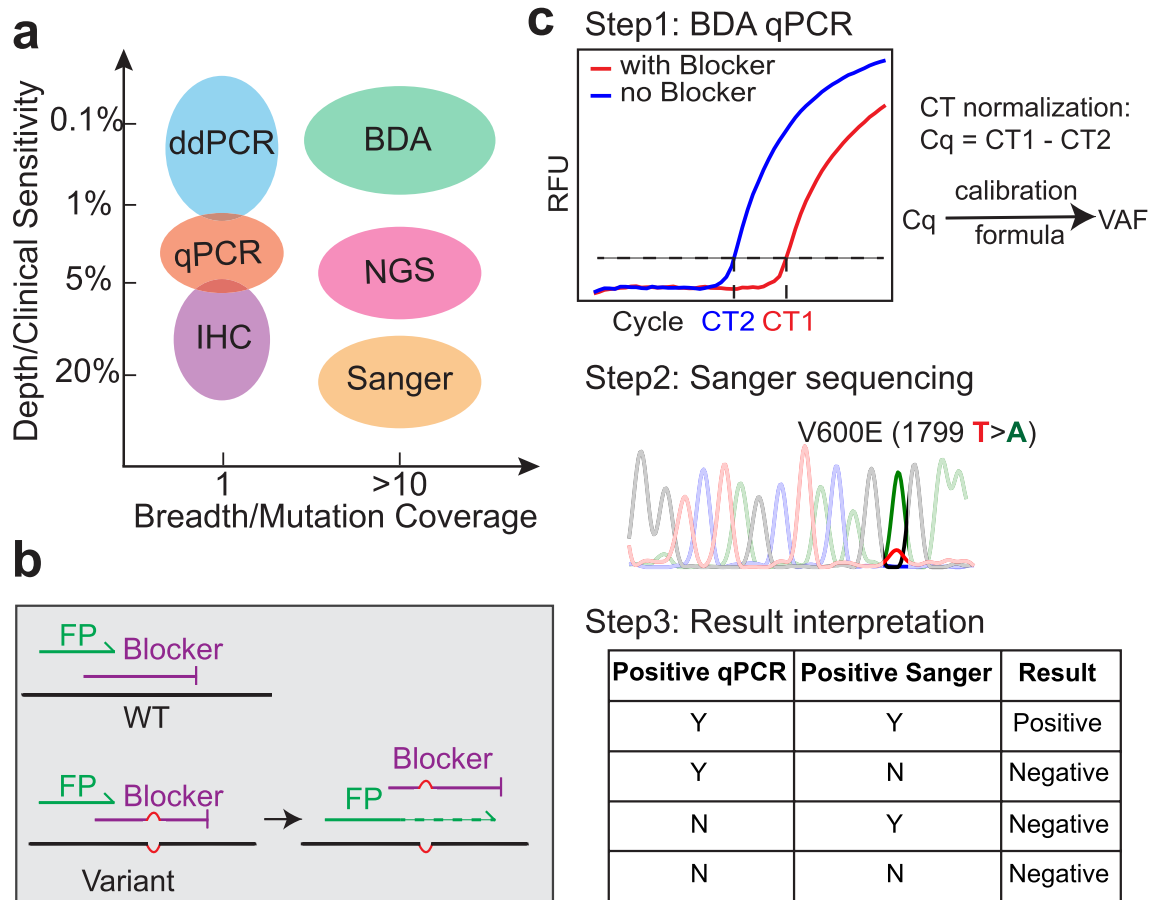 a
Depth/Clinical Sensitivity
0.1%
1%
5%
20%
ddPCR
BDA
qPCR
NGS
IHC
Sanger
1
>10
Breadth/Mutation Coverage
b
FP
Blocker
WT
FP
Blocker
Variant
Blocker
FP
c
Step1: BDA qPCR
with Blocker
no Blocker
RFU
Cycle
CT2
CT1
CT normalization:
Cq = CT1 - CT2
calibration
Cq
VAF
formula
Step2: Sanger sequencing
V600E (1799 T>A)
Step3: Result interpretation
Positive qPCR Positive Sanger Result
Y Y Positive
Y N Negative
N Y Negative
N N Negative